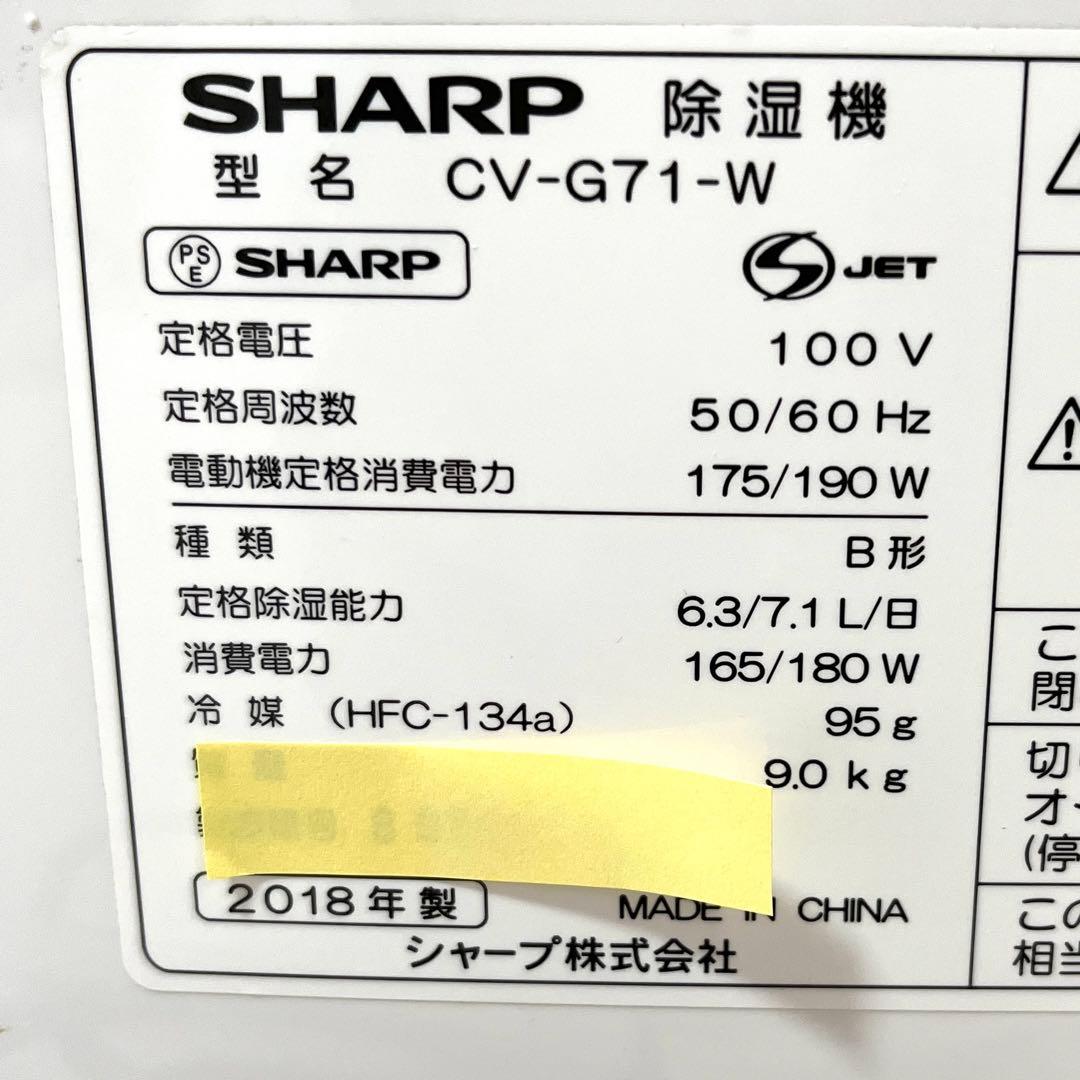 SHARP 除湿機
型名 CV-G71-W
PSE SHARP
S JET
定格電圧 100 V
定格周波数 50/60 Hz
電動機定格消費電力 175/190 W
種類 B形
定格除湿能力 6.3/7.1 L/日
消費電力 165/180 W
冷媒 (HFC-134a) 95 g
9.0 kg
2018年製 MADE IN CHINA
シャープ株式会社
こ
閉
切
オ
(停
この
相当